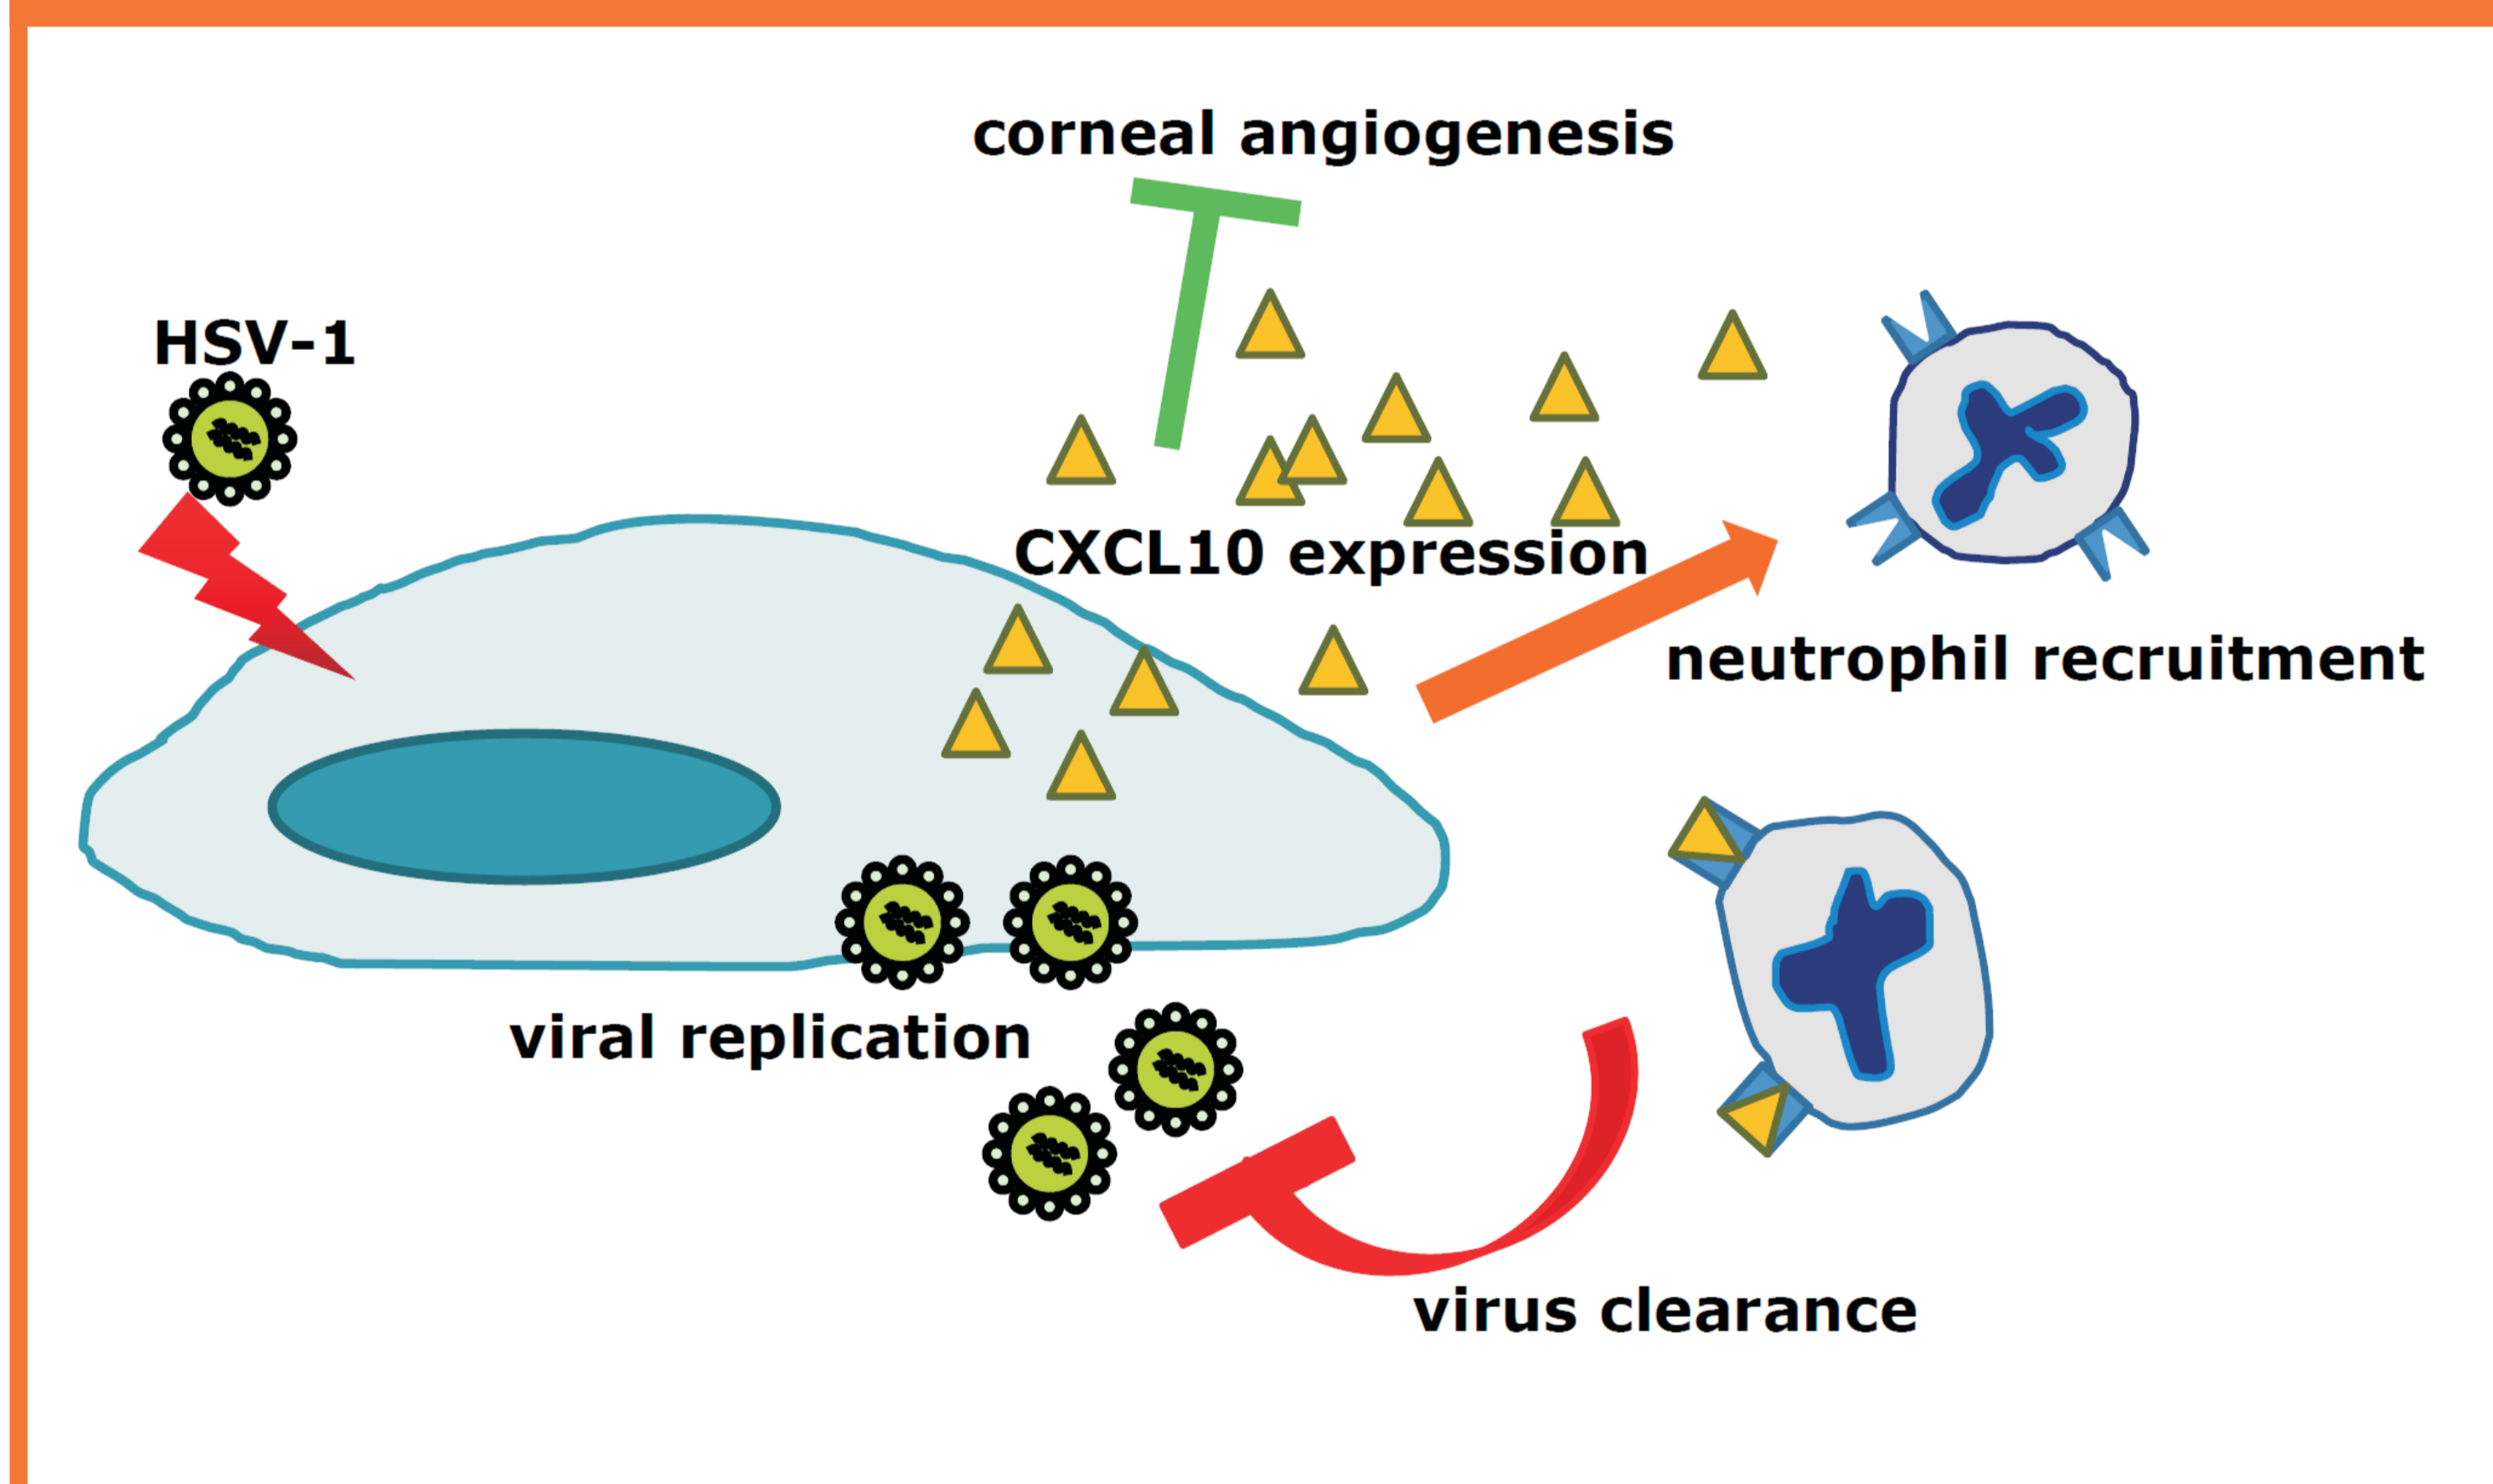 corneal angiogenesis
HSV-1
CXCL10 expression
neutrophil recruitment
viral replication
virus clearance